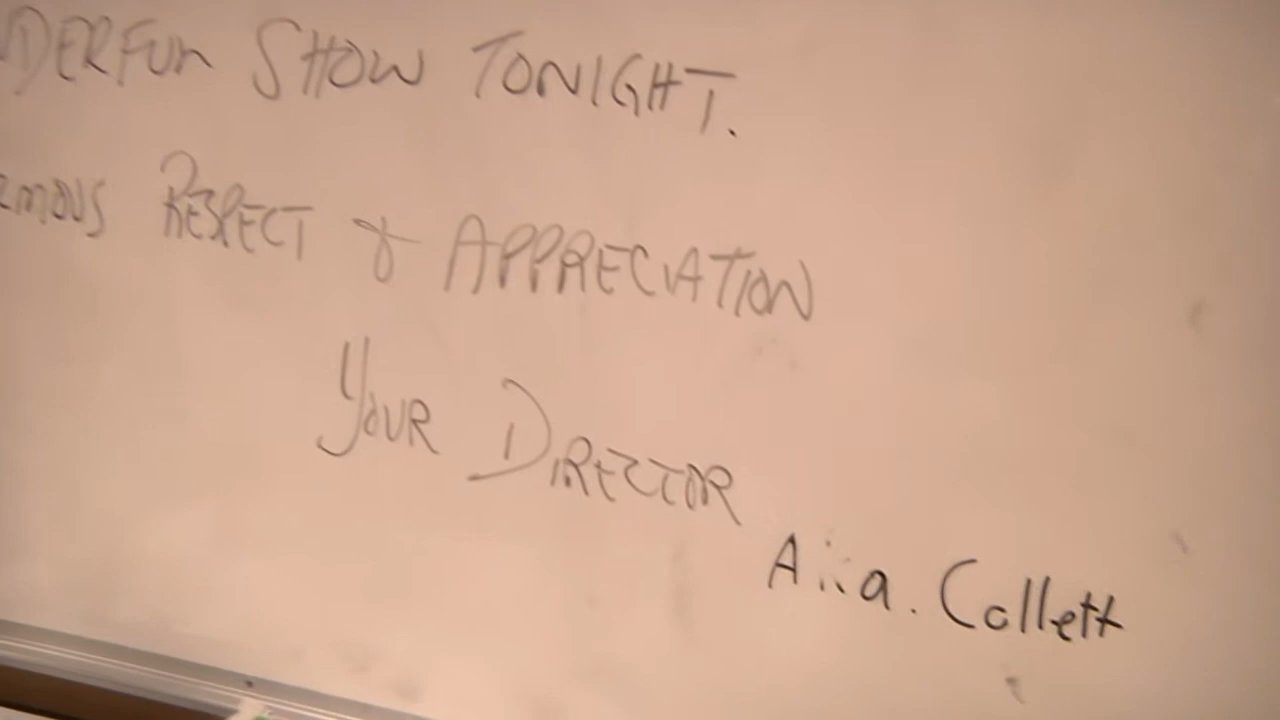 DERFUL SHOW TONIGHT.
RMOUS RESPECT & APPRECIATION
YOUR DIRECTOR
Collett